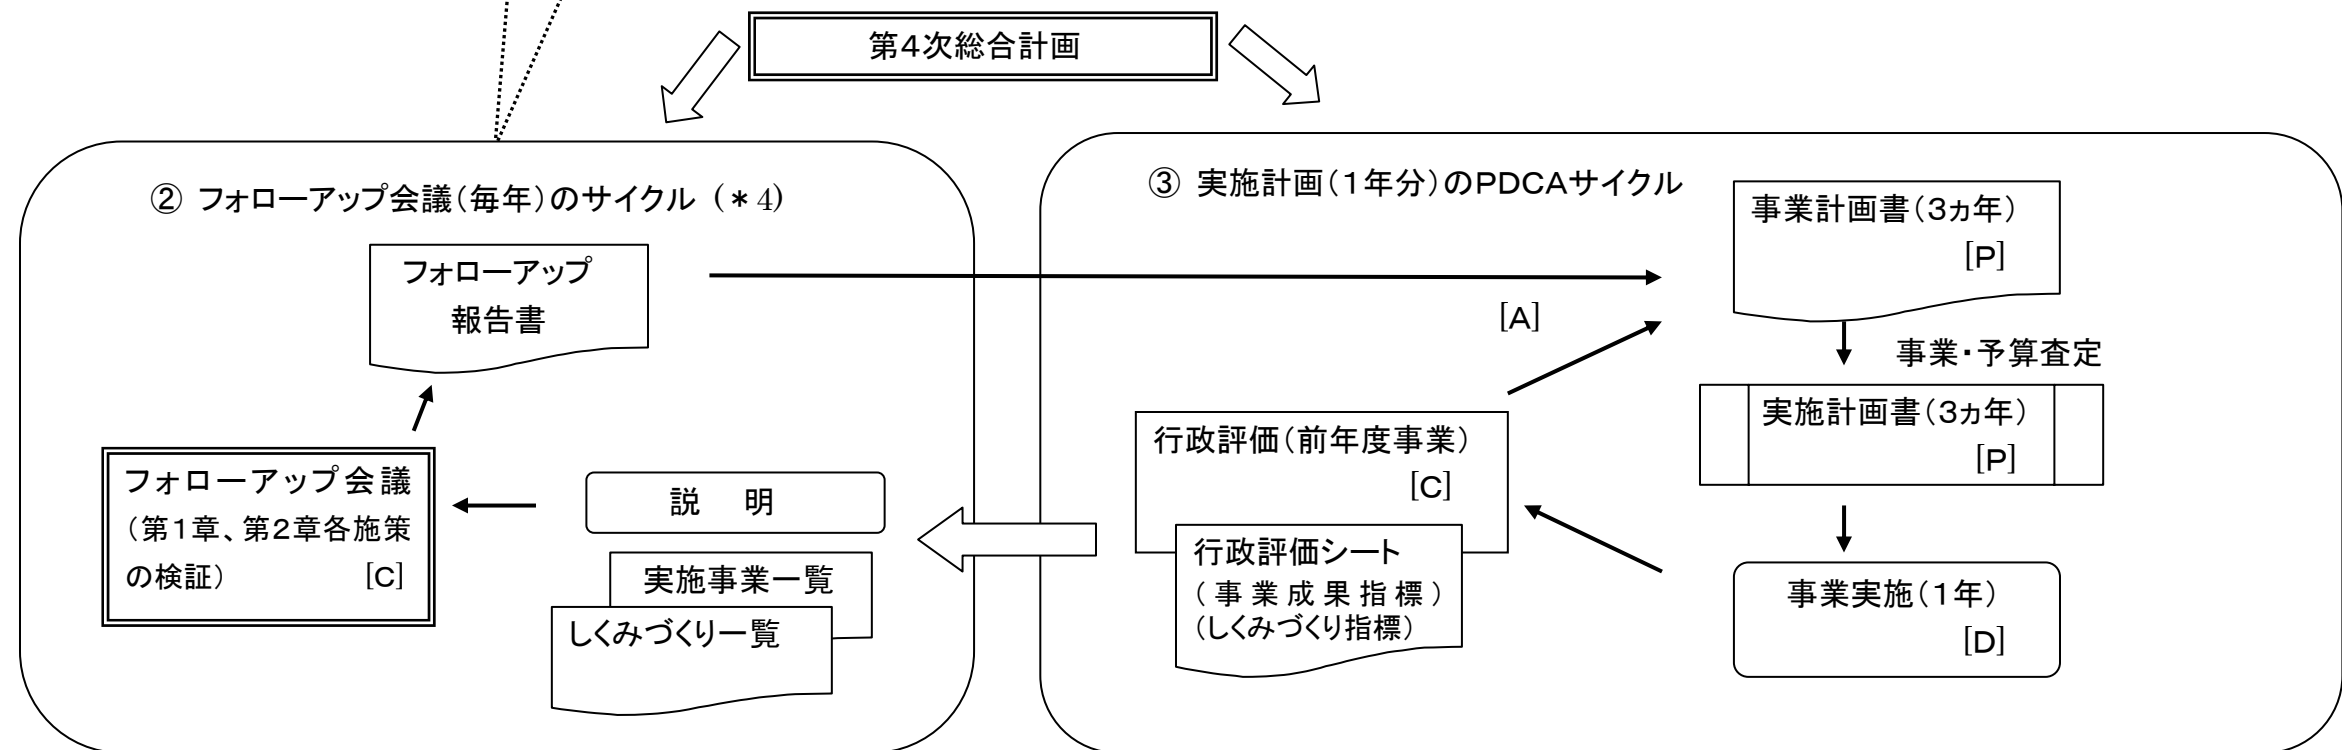 第4次総合計画
② フォローアップ会議(毎年)のサイクル (*4)
フォローアップ
報告書
フォローアップ会議
(第1章、第2章各施策
の検証) [C]
説 明
実施事業一覧
しくみづくり一覧
③ 実施計画(1年分)のPDCAサイクル
事業計画書(3ヵ年)
[P]
[A]
事業・予算査定
実施計画書(3ヵ年)
[P]
行政評価(前年度事業)
[C]
行政評価シート
(事業成果指標)
(しくみづくり指標)
事業実施(1年)
[D]